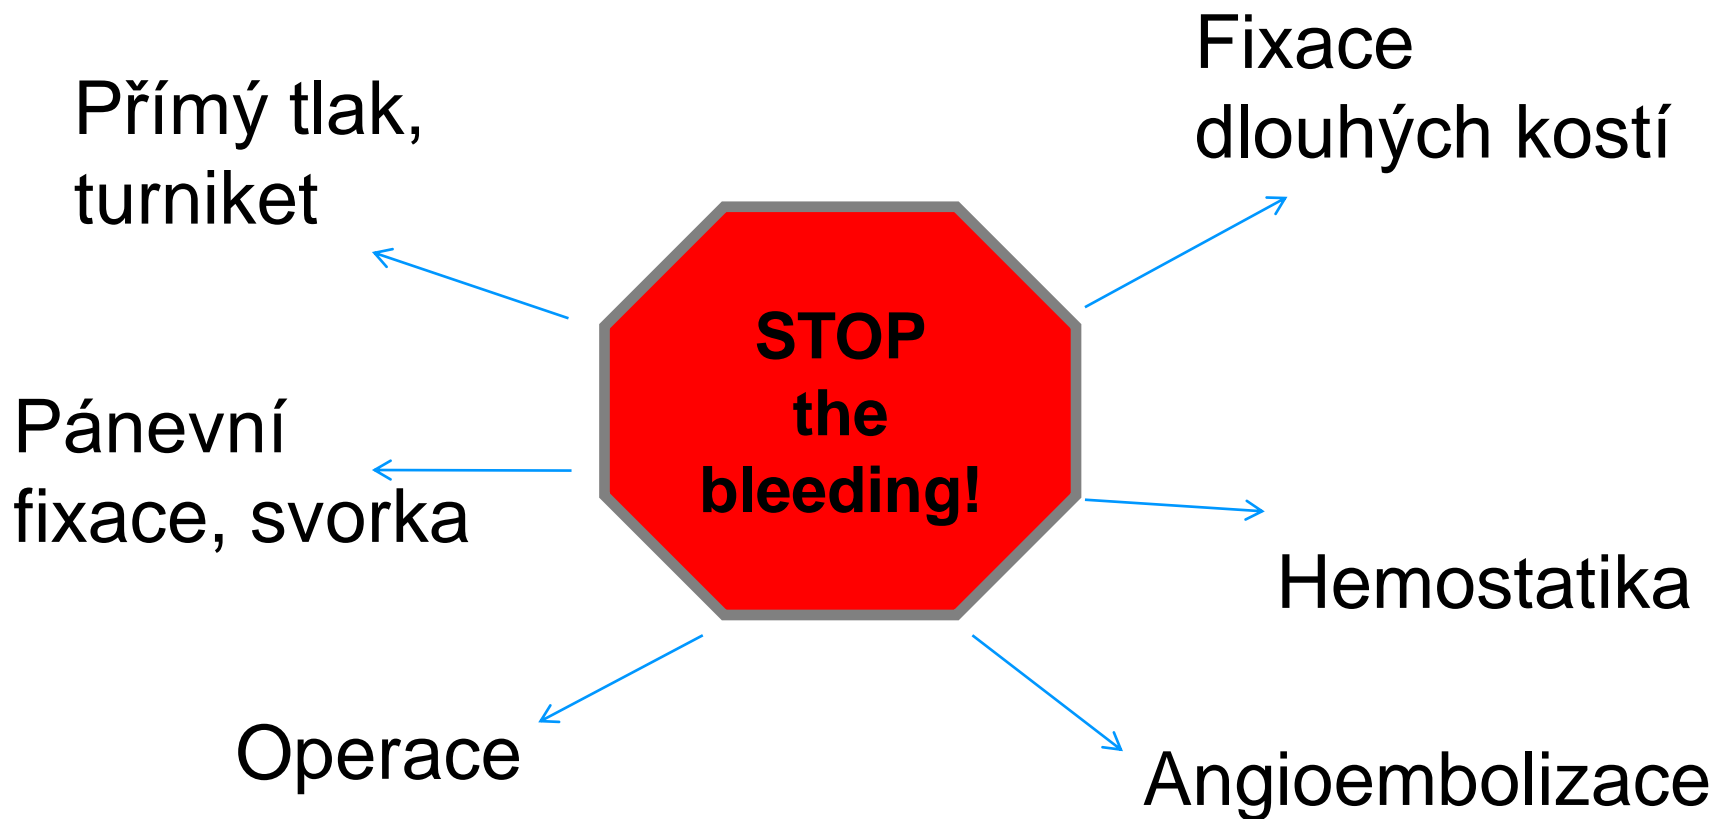 Přímý tlak,
turniket
Fixace
dlouhých kostí
STOP
the
bleeding!
Pánevní
fixace, svorka
Hemostatika
Operace
Angioembolizace